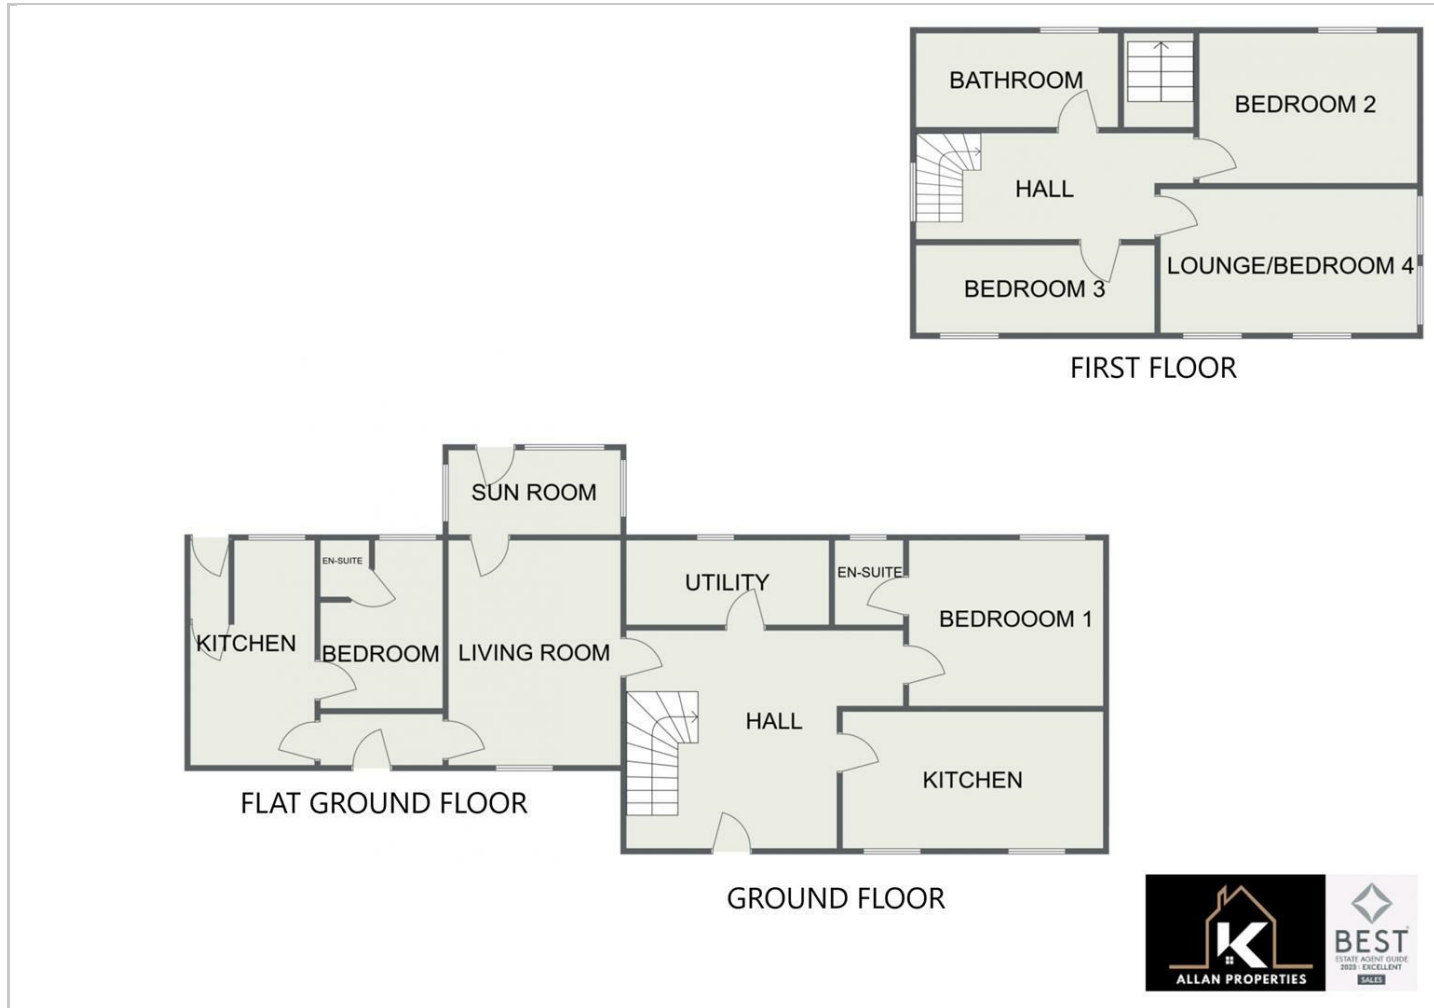 BATHROOM
BEDROOM 2
HALL
LOUNGE/BEDROOM 4
BEDROOM 3
FIRST FLOOR
SUN ROOM
EN-SUITE
UTILITY
EN-SUITE
BEDROOOM 1
KITCHEN
BEDROOM
LIVING ROOM
HALL
KITCHEN
FLAT GROUND FLOOR
GROUND FLOOR
K
ALLAN PROPERTIES
BEST
ESTATE AGENT GUIDE
2023 : EXCELLENT
SALES